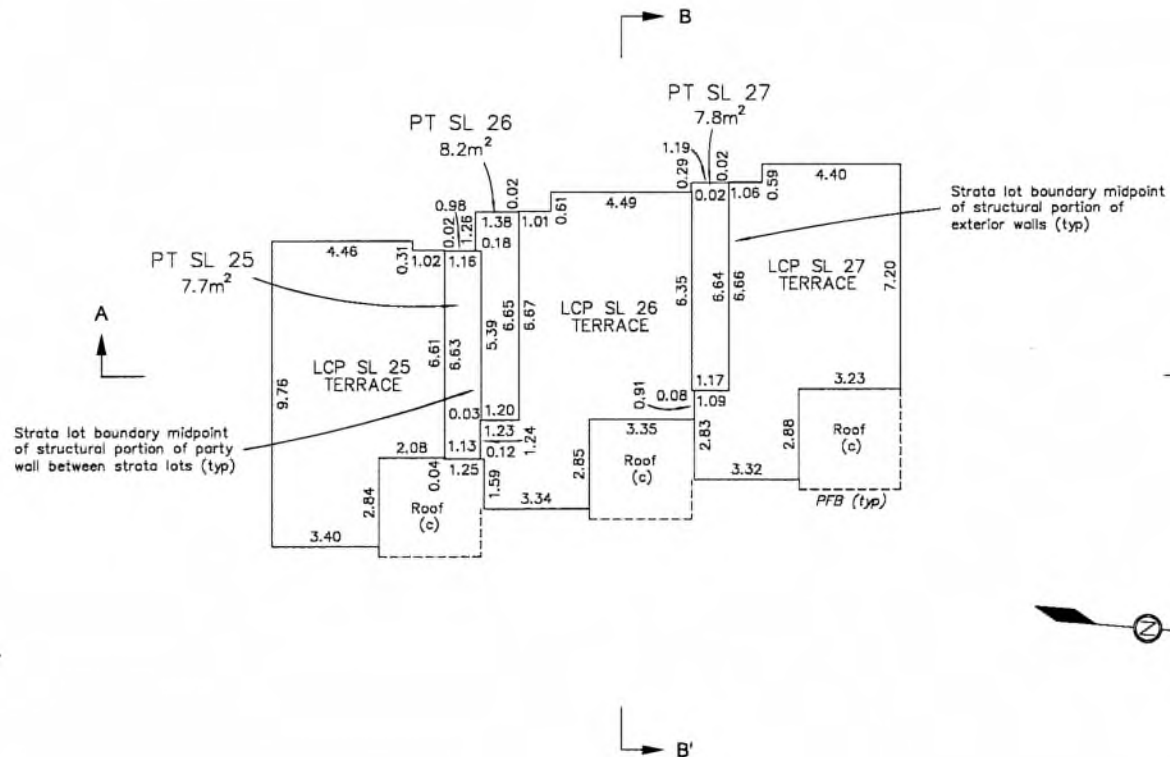 B
PT SL 27
7.8m²
PT SL 26
8.2m²
1.19
0.29
0.02
0.02
1.06
0.59
4.40
0.98
0.02
1.26
0.02
1.38
0.18
1.01
0.61
4.49
Strata lot boundary midpoint
of structural portion of
exterior walls (typ)
PT SL 25
7.7m²
4.46
0.31
1.02
1.16
A
LCP SL 25
TERRACE
9.76
6.61
6.63
5.39
6.65
6.67
LCP SL 26
TERRACE
6.35
6.64
6.66
LCP SL 27
TERRACE
7.20
Strata lot boundary midpoint
of structural portion of party
wall between strata lots (typ)
0.03
1.20
1.23
0.12
1.24
1.13
1.25
2.08
0.04
1.59
2.84
Roof
(c)
3.40
3.34
0.91
0.08
1.17
1.09
3.35
2.85
Roof
(c)
2.83
3.32
3.23
2.88
Roof
(c)
PFB (typ)
Z
B'